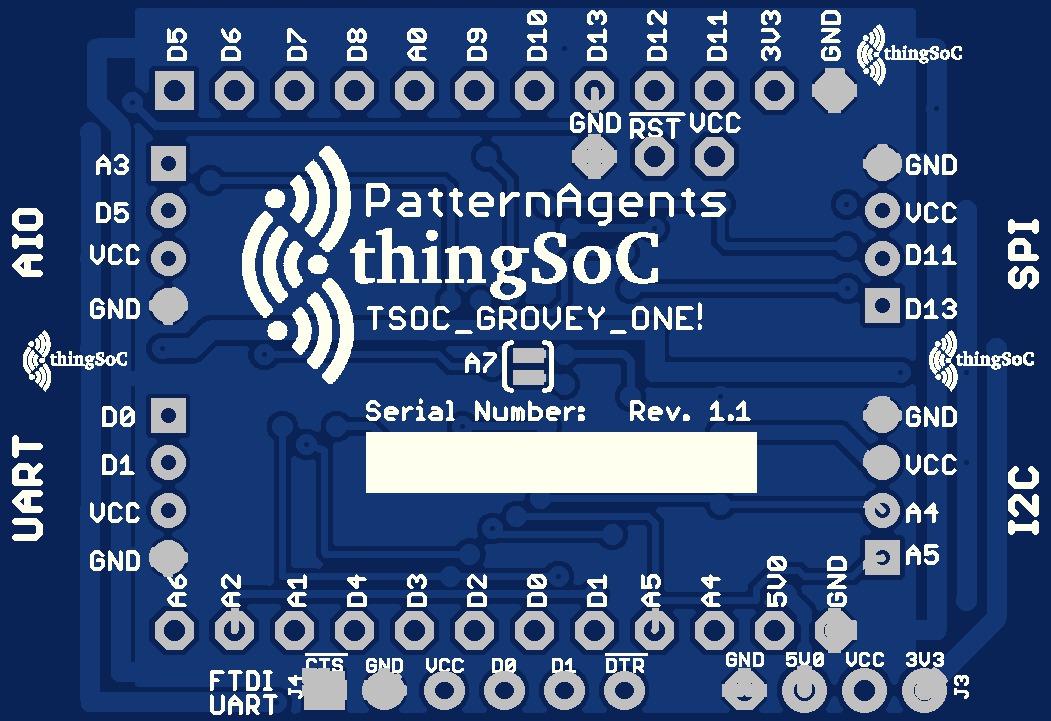 D5 D6 D7 D8 A0 D9 D10 D13 D12 D11 3V3 GND
thingSoC
GND RST VCC
A3
D5
VCC
GND
AIO
GND
VCC
D11
D13
SPI
PatternAgents
thingSoC
TSOC_GROVEY_ONE!
thingSoC
A7
thingSoC
Serial Number: Rev. 1.1
D0
D1
VCC
GND
UART
GND
VCC
A4
A5
I2C
A6 A2 A1 D4 D3 D2 D0 D1 A5 A4 5V0 GND
CTS GND VCC D0 D1 DTR
GND 5V0 VCC 3V3
FTDI
UART
J4
J3